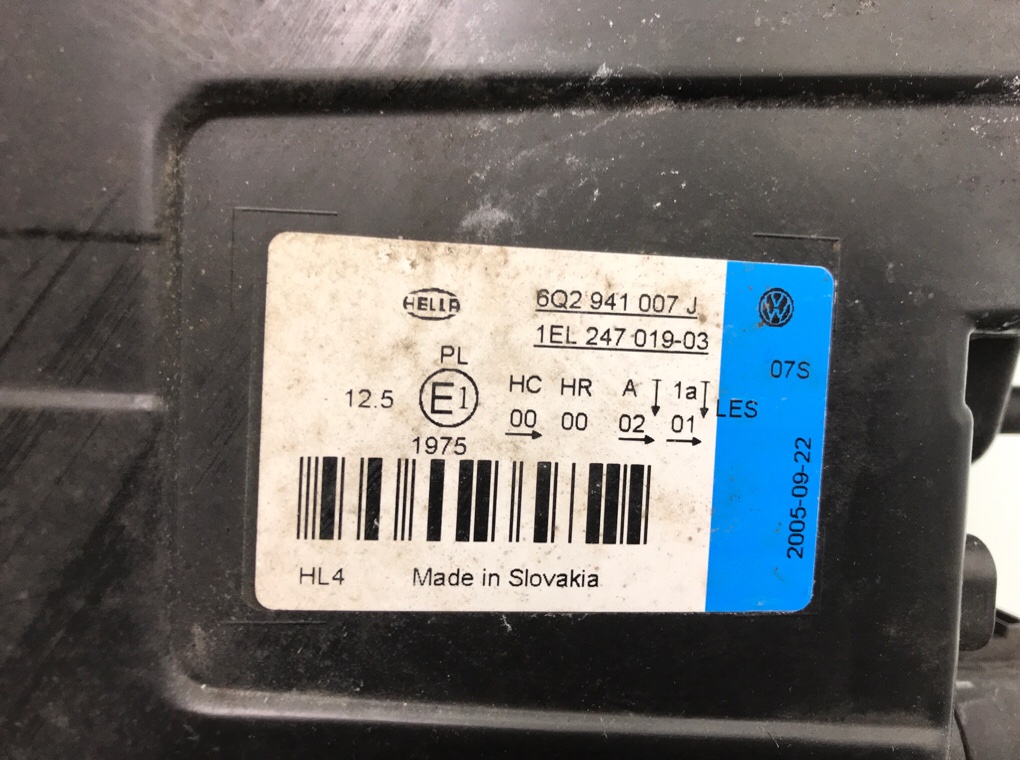 HELLA
6Q2 941 007 J
1EL 247 019-03
07S
PL
12.5
E1
HC HR A 1a
00 00 02 01
LES
1975
2005-09-22
HL4
Made in Slovakia